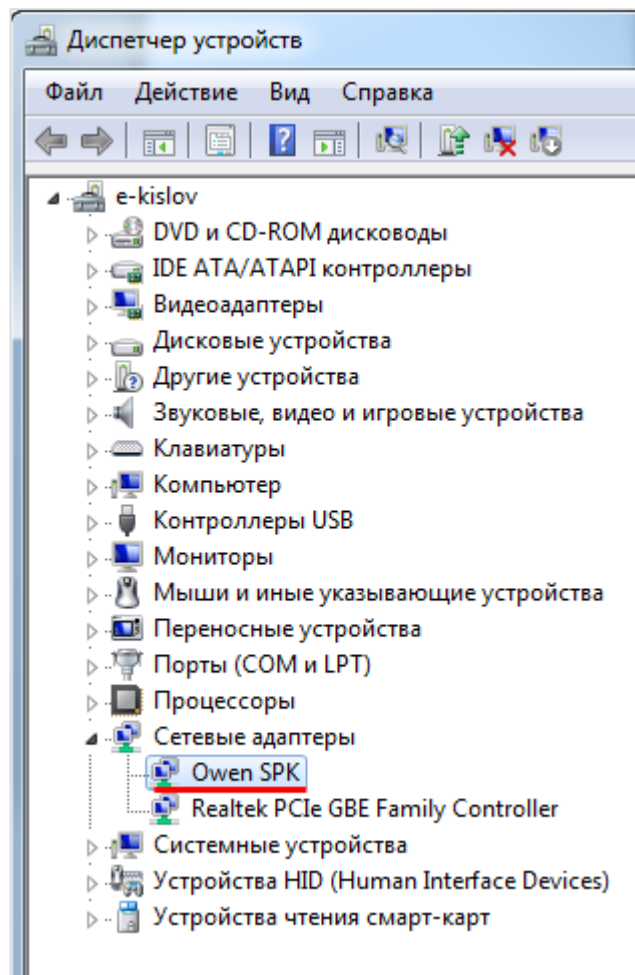 Диспетчер устройств
Файл Действие Вид Справка
e-kislov
DVD и CD-ROM дисководы
IDE ATA/ATAPI контроллеры
Видеоадаптеры
Дисковые устройства
Другие устройства
Звуковые, видео и игровые устройства
Клавиатуры
Компьютер
Контроллеры USB
Мониторы
Мыши и иные указывающие устройства
Переносные устройства
Порты (COM и LPT)
Процессоры
Сетевые адаптеры
Owen SPK
Realtek PCIe GBE Family Controller
Системные устройства
Устройства HID (Human Interface Devices)
Устройства чтения смарт-карт